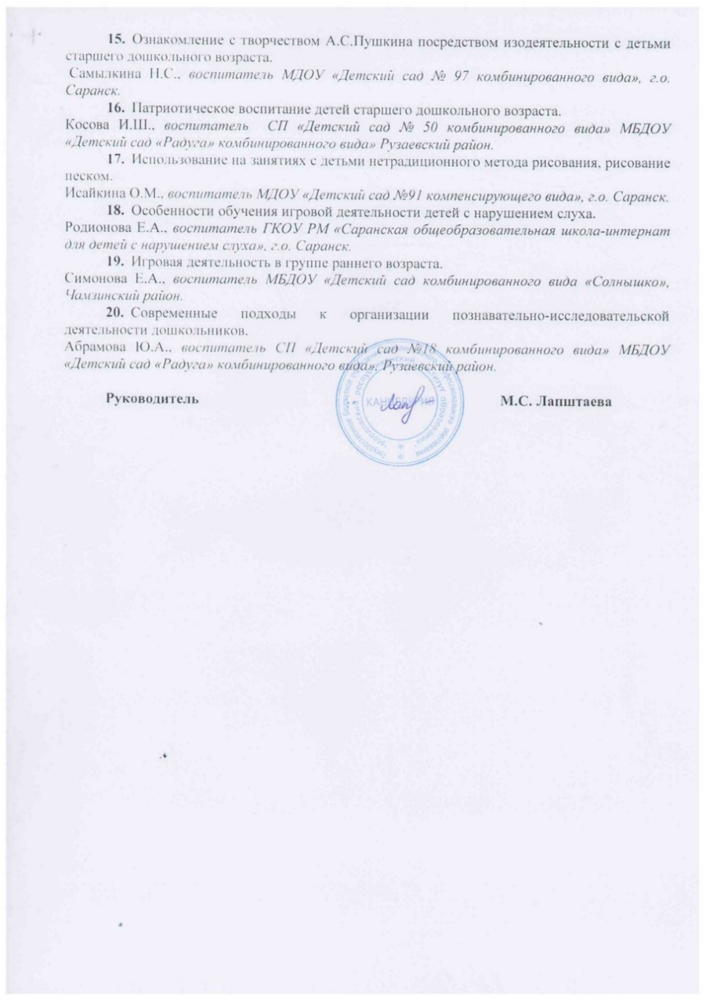 15. Ознакомление с творчеством А.С.Пушкина посредством изодеятельности с детьми
старшего дошкольного возраста.
Самылкина Н.С., воспитатель МДОУ «Детский сад № 97 комбинированного вида», г.о.
Саранск.
16. Патриотическое воспитание детей старшего дошкольного возраста.
Косова И.Ш., воспитатель СП «Детский сад № 50 комбинированного вида» МБДОУ
«Детский сад «Радуга» комбинированного вида» Рузаевский район.
17. Использование на занятиях с детьми нетрадиционного метода рисования, рисование
песком.
Исайкина О.М., воспитатель МДОУ «Детский сад №91 компенсирующего вида», г.о. Саранск.
18. Особенности обучения игровой деятельности детей с нарушением слуха.
Родионова Е.А., воспитатель ГКОУ РМ «Саранская общеобразовательная школа-интернат
для детей с нарушением слуха», г.о. Саранск.
19. Игровая деятельность в группе раннего возраста.
Симонова Е.А., воспитатель МБДОУ «Детский сад комбинированного вида «Солнышко»,
Чамзинский район.
20. Современные подходы к организации познавательно-исследовательской
деятельности дошкольников.
Абрамова Ю.А., воспитатель СП «Детский сад №18 комбинированного вида» МБДОУ
«Детский сад «Радуга» комбинированного вида», Рузаевский район.
Руководитель
КАНЦЕЛЯРИЯ
М.С. Лапштаева